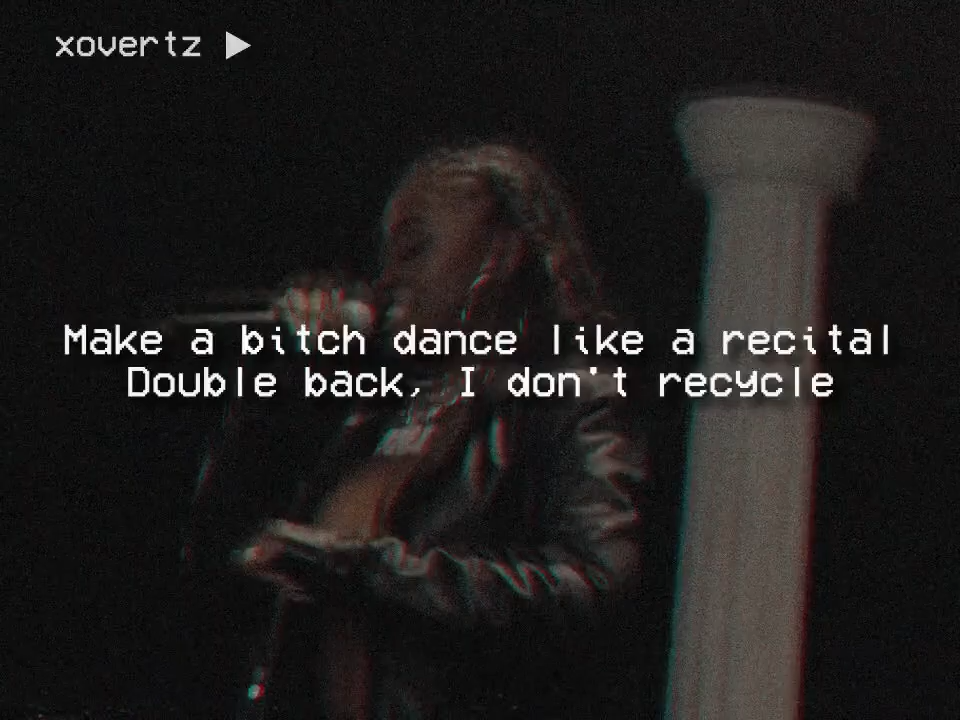 xovertz
Make a bitch dance like a recital
Double back, I don't recycle